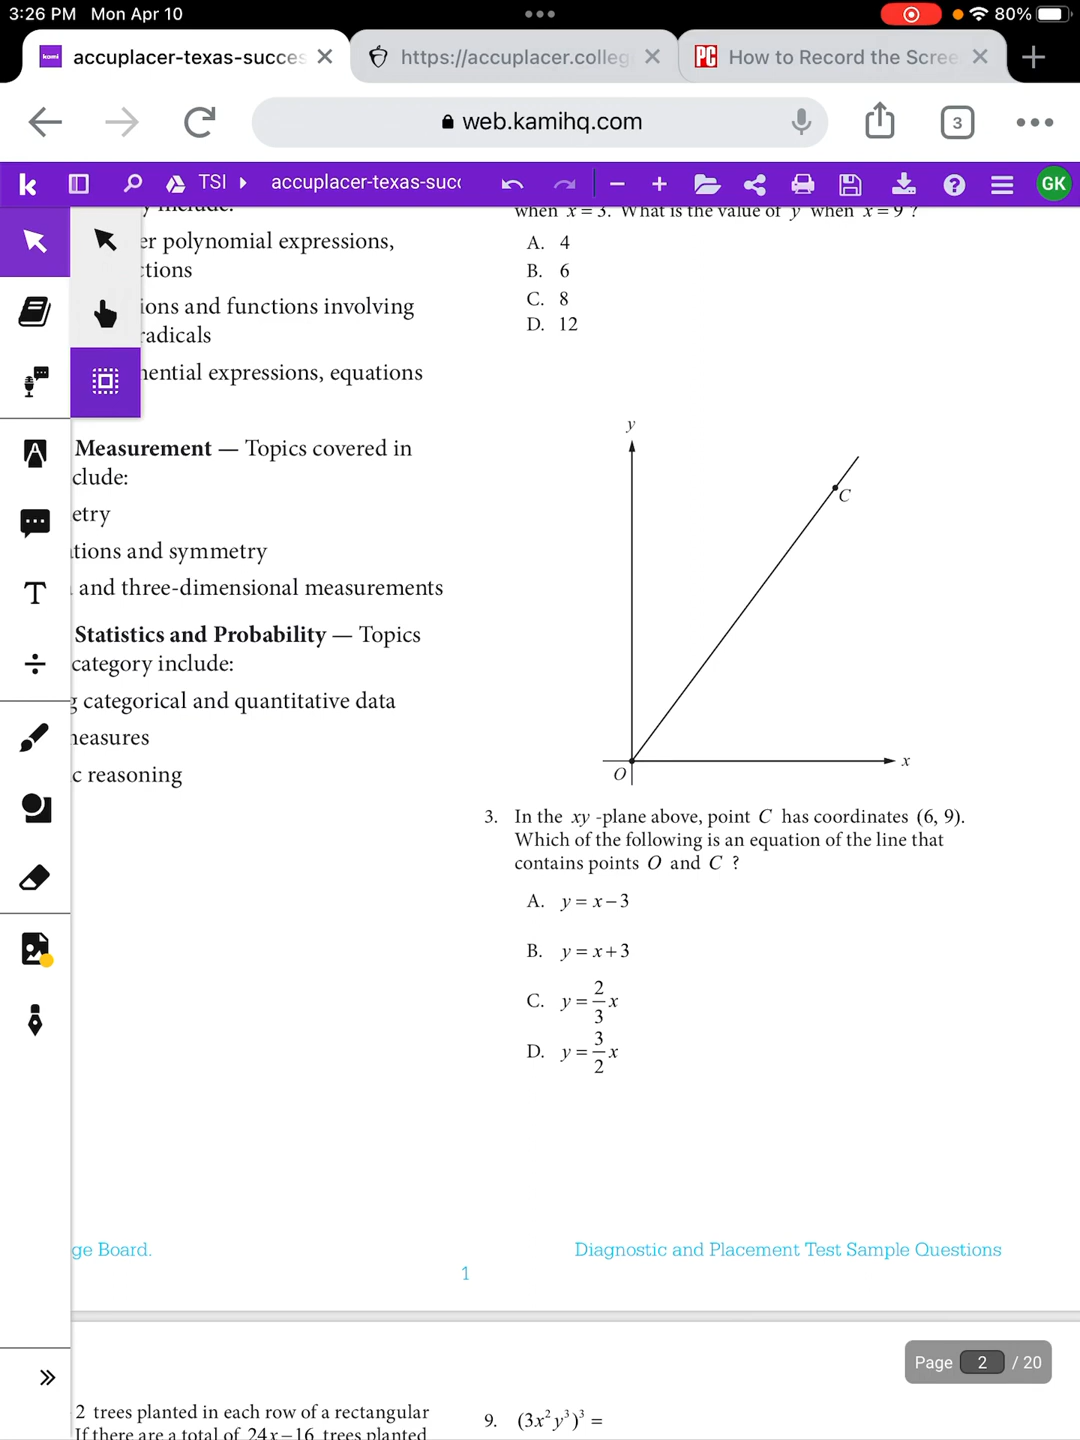 3:26 PM Mon Apr 10
80%
kami accuplacer-texas-succes
https://accuplacer.colleg
PC How to Record the Scree
web.kamihq.com
3
k TSI accuplacer-texas-succ
GK
y include:
er polynomial expressions,
ctions
ions and functions involving
radicals
nential expressions, equations
Measurement — Topics covered in
clude:
etry
tions and symmetry
and three-dimensional measurements
Statistics and Probability — Topics
category include:
g categorical and quantitative data
measures
c reasoning
when x = 3. What is the value of y when x = 9 ?
A. 4
B. 6
C. 8
D. 12
y
C
O
x
3. In the xy -plane above, point C has coordinates (6, 9).
Which of the following is an equation of the line that
contains points O and C ?
A. y = x − 3
B. y = x + 3
C. y = 2/3 x
D. y = 3/2 x
ge Board.
Diagnostic and Placement Test Sample Questions
1
Page 2 / 20
2 trees planted in each row of a rectangular
If there are a total of 24x − 16 trees planted
9. (3x²y³)³ =